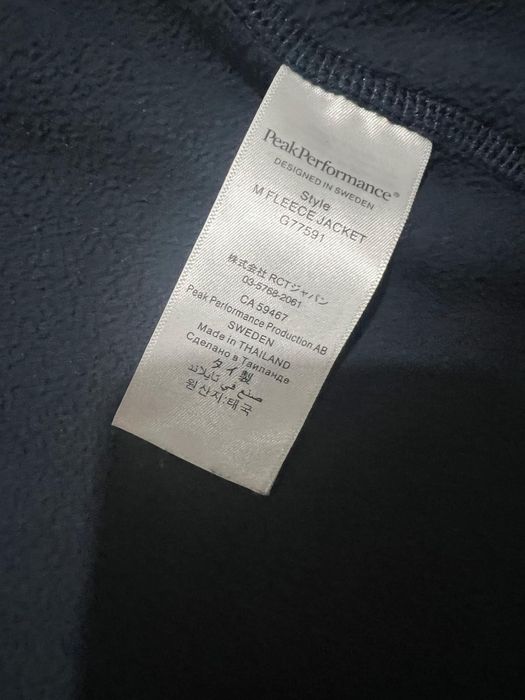 PeakPerformance®
DESIGNED IN SWEDEN
Style
M FLEECE JACKET
G77591
株式会社 RCTジャパン
03-5768-2061
CA 59467
Peak Performance Production AB
SWEDEN
Made in THAILAND
Сделано в Таиланде
タイ製
صنع في تايلاند
원산지:태국